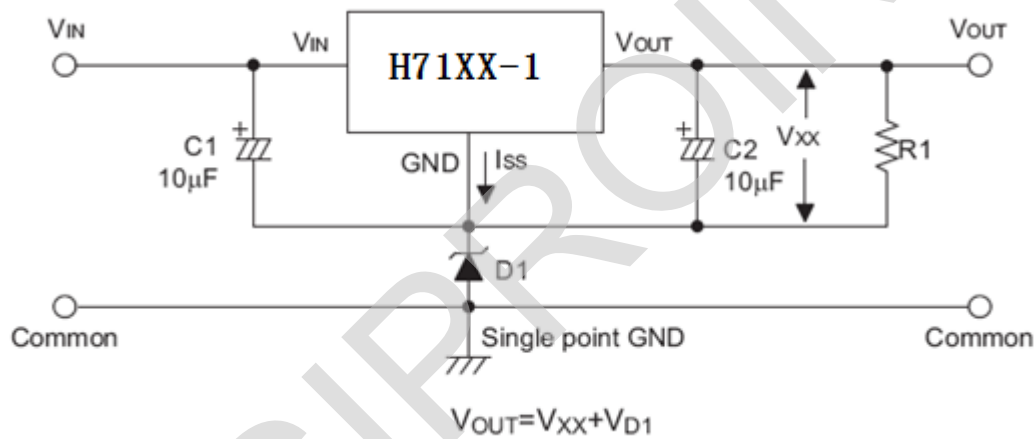 VIN
VIN
H71XX-1
VOUT
VOUT
+
C1
10μF
GND
ISS
+
C2
10μF
VXX
R1
D1
Common
Single point GND
Common
VOUT=VXX+VD1
SIPROIN